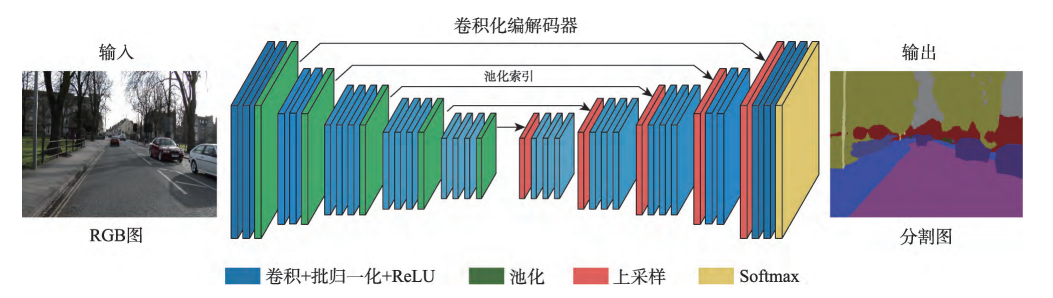 卷积化编解码器
输入
输出
池化索引
RGB图
分割图
卷积+批归一化+ReLU
池化
上采样
Softmax